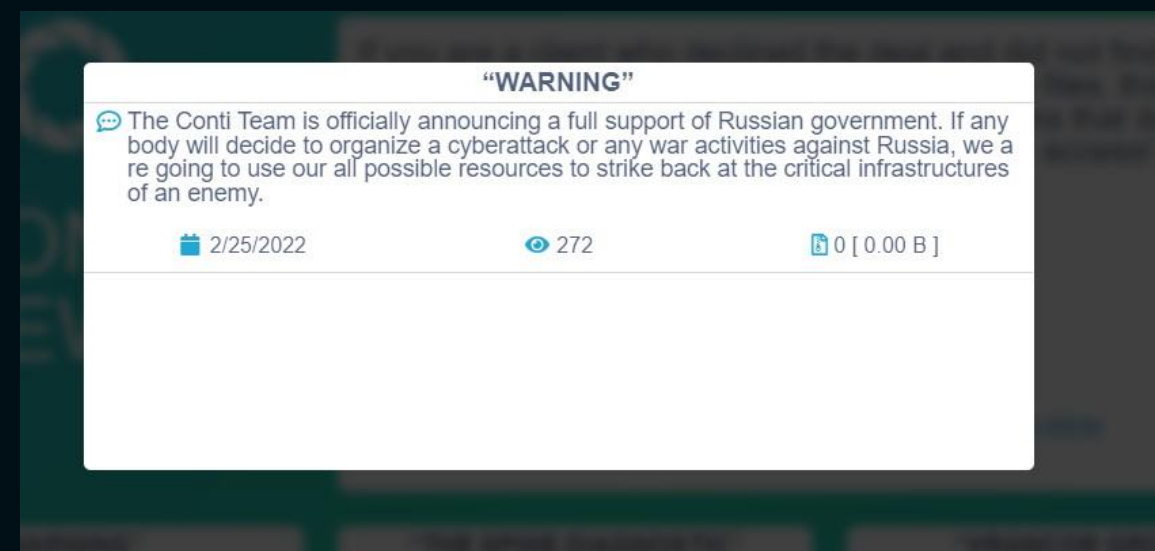 “WARNING”
The Conti Team is officially announcing a full support of Russian government. If any
body will decide to organize a cyberattack or any war activities against Russia, we a
re going to use our all possible resources to strike back at the critical infrastructures
of an enemy.
2/25/2022 272 0 [ 0.00 B ]